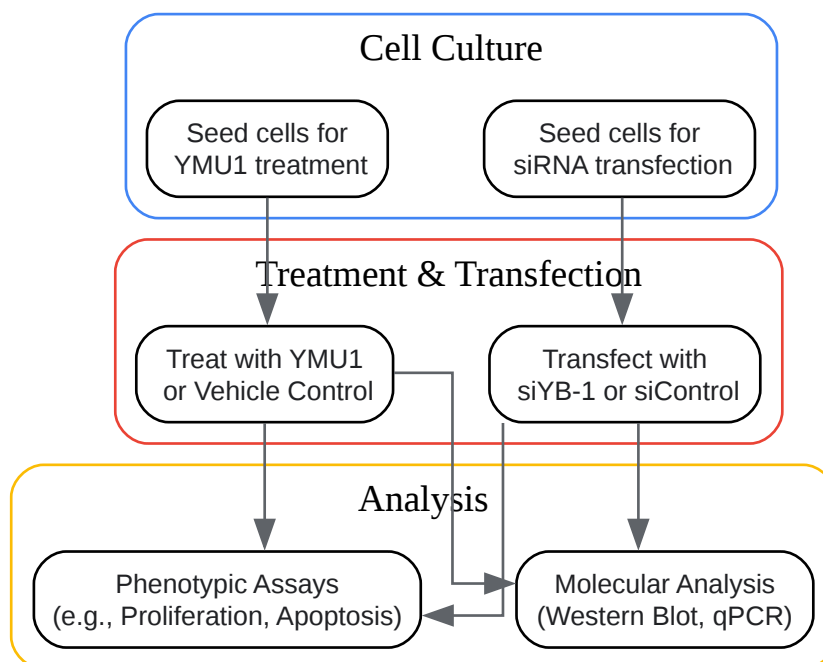 Cell Culture
Seed cells for
YMU1 treatment
Seed cells for
siRNA transfection
Treatment & Transfection
Treat with YMU1
or Vehicle Control
Transfect with
siYB-1 or siControl
Analysis
Phenotypic Assays
(e.g., Proliferation, Apoptosis)
Molecular Analysis
(Western Blot, qPCR)